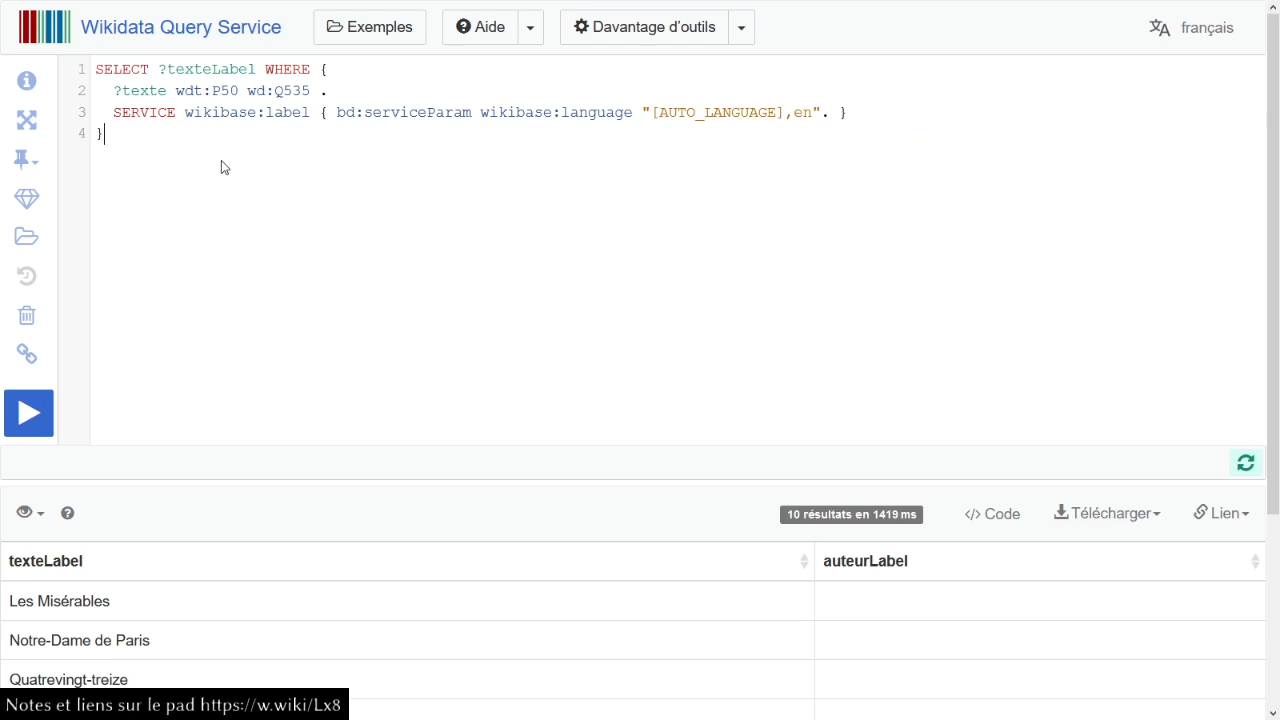 Wikidata Query Service
Exemples
Aide
Davantage d'outils
français
1 SELECT ?texteLabel WHERE {
2 ?texte wdt:P50 wd:Q535 .
3 SERVICE wikibase:label { bd:serviceParam wikibase:language "[AUTO_LANGUAGE],en". }
4 }
10 résultats en 1419 ms
</> Code
Télécharger
Lien
texteLabel
auteurLabel
Les Misérables
Notre-Dame de Paris
Quatrevingt-treize
Notes et liens sur le pad https://w.wiki/Lx8